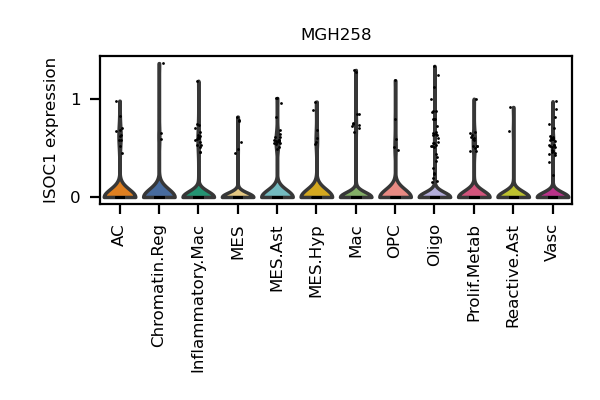 MGH258
ISOC1 expression
1
0
AC
Chromatin.Reg
Inflammatory.Mac
MES
MES.Ast
MES.Hyp
Mac
OPC
Oligo
Prolif.Metab
Reactive.Ast
Vasc